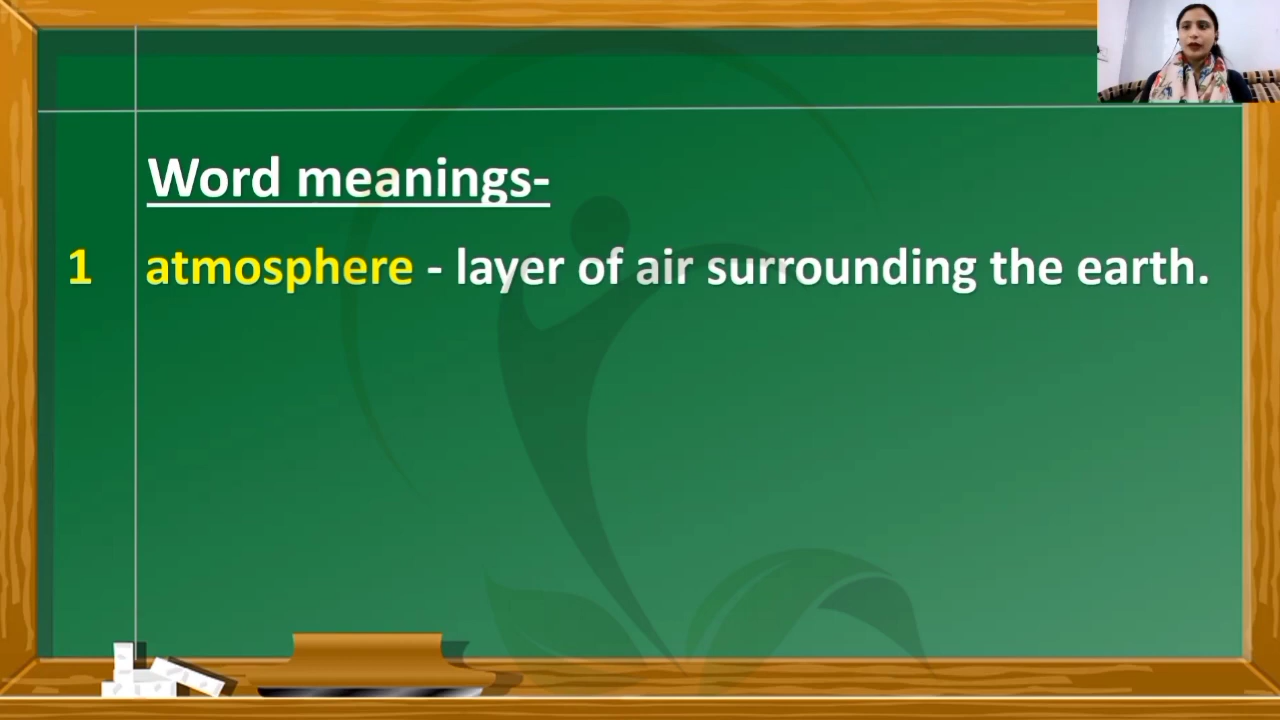 Word meanings-
1 atmosphere - layer of air surrounding the earth.